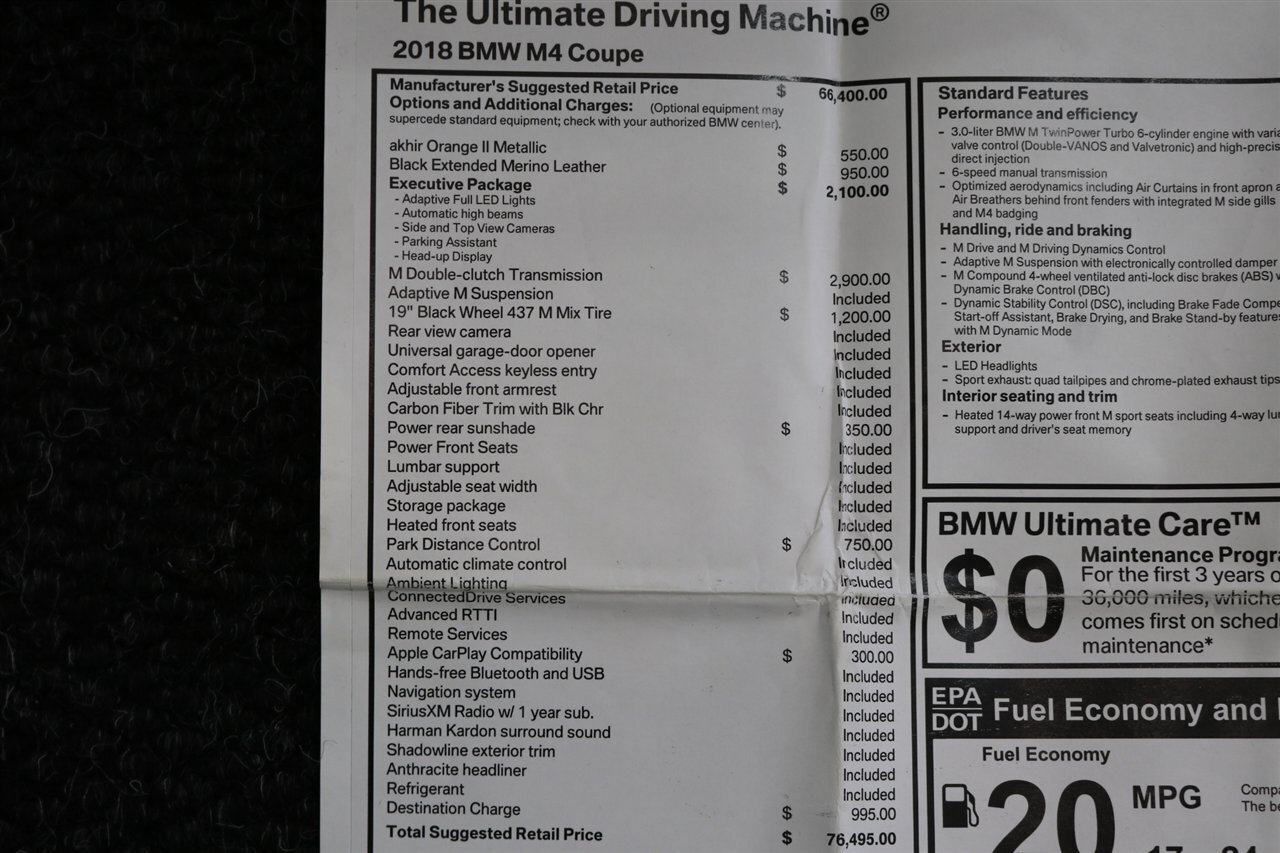 The Ultimate Driving Machine®
2018 BMW M4 Coupe
Manufacturer's Suggested Retail Price $ 66,400.00
Options and Additional Charges: (Optional equipment may
supercede standard equipment; check with your authorized BMW center).
akhir Orange II Metallic $ 550.00
Black Extended Merino Leather $ 950.00
Executive Package $ 2,100.00
- Adaptive Full LED Lights
- Automatic high beams
- Side and Top View Cameras
- Parking Assistant
- Head-up Display
M Double-clutch Transmission $ 2,900.00
Adaptive M Suspension Included
19" Black Wheel 437 M Mix Tire $ 1,200.00
Rear view camera Included
Universal garage-door opener Included
Comfort Access keyless entry Included
Adjustable front armrest Included
Carbon Fiber Trim with Blk Chr Included
Power rear sunshade $ 350.00
Power Front Seats Included
Lumbar support Included
Adjustable seat width Included
Storage package Included
Heated front seats Included
Park Distance Control $ 750.00
Automatic climate control Included
Ambient Lighting Included
ConnectedDrive Services Included
Advanced RTTI Included
Remote Services Included
Apple CarPlay Compatibility $ 300.00
Hands-free Bluetooth and USB Included
Navigation system Included
SiriusXM Radio w/ 1 year sub. Included
Harman Kardon surround sound Included
Shadowline exterior trim Included
Anthracite headliner Included
Refrigerant Included
Destination Charge $ 995.00
Total Suggested Retail Price $ 76,495.00
Standard Features
Performance and efficiency
- 3.0-liter BMW M TwinPower Turbo 6-cylinder engine with varia
valve control (Double-VANOS and Valvetronic) and high-precis
direct injection
- 6-speed manual transmission
- Optimized aerodynamics including Air Curtains in front apron a
Air Breathers behind front fenders with integrated M side gills
and M4 badging
Handling, ride and braking
- M Drive and M Driving Dynamics Control
- Adaptive M Suspension with electronically controlled damper
- M Compound 4-wheel ventilated anti-lock disc brakes (ABS) w
Dynamic Brake Control (DBC)
- Dynamic Stability Control (DSC), including Brake Fade Compe
Start-off Assistant, Brake Drying, and Brake Stand-by features
with M Dynamic Mode
Exterior
- LED Headlights
- Sport exhaust: quad tailpipes and chrome-plated exhaust tips
Interior seating and trim
- Heated 14-way power front M sport seats including 4-way lum
support and driver's seat memory
BMW Ultimate Care™
$0
Maintenance Progra
For the first 3 years o
36,000 miles, whiche
comes first on sched
maintenance*
EPA
DOT
Fuel Economy and
Fuel Economy
20 MPG
Compa
The be